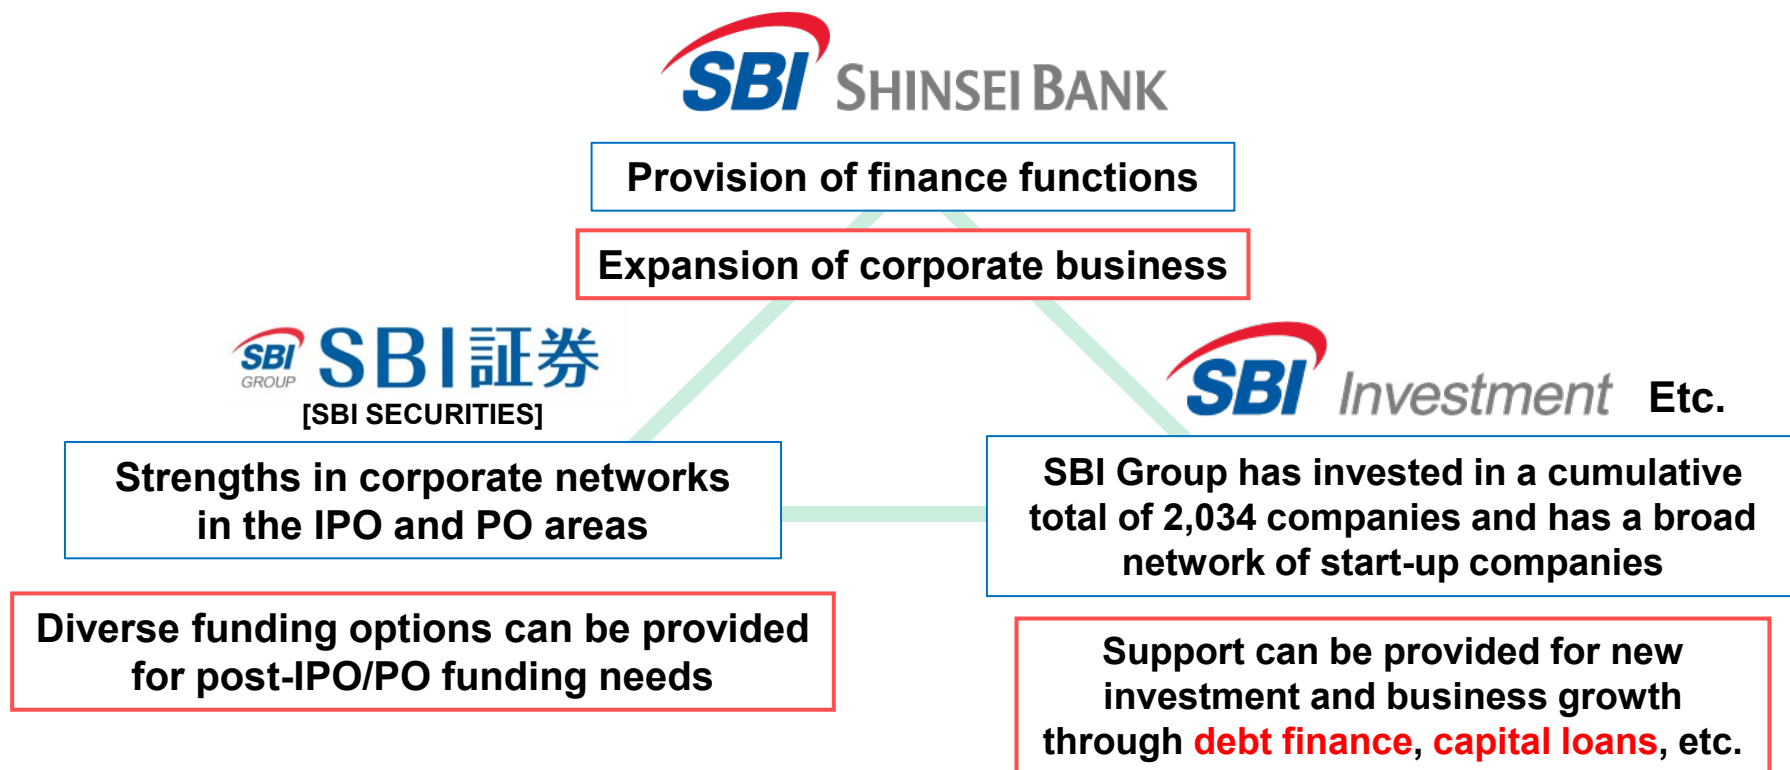 SBI SHINSEI BANK
Provision of finance functions
Expansion of corporate business
SBI GROUP SBI証券
[SBI SECURITIES]
Strengths in corporate networks
in the IPO and PO areas
Diverse funding options can be provided
for post-IPO/PO funding needs
SBI Investment Etc.
SBI Group has invested in a cumulative
total of 2,034 companies and has a broad
network of start-up companies
Support can be provided for new
investment and business growth
through debt finance, capital loans, etc.